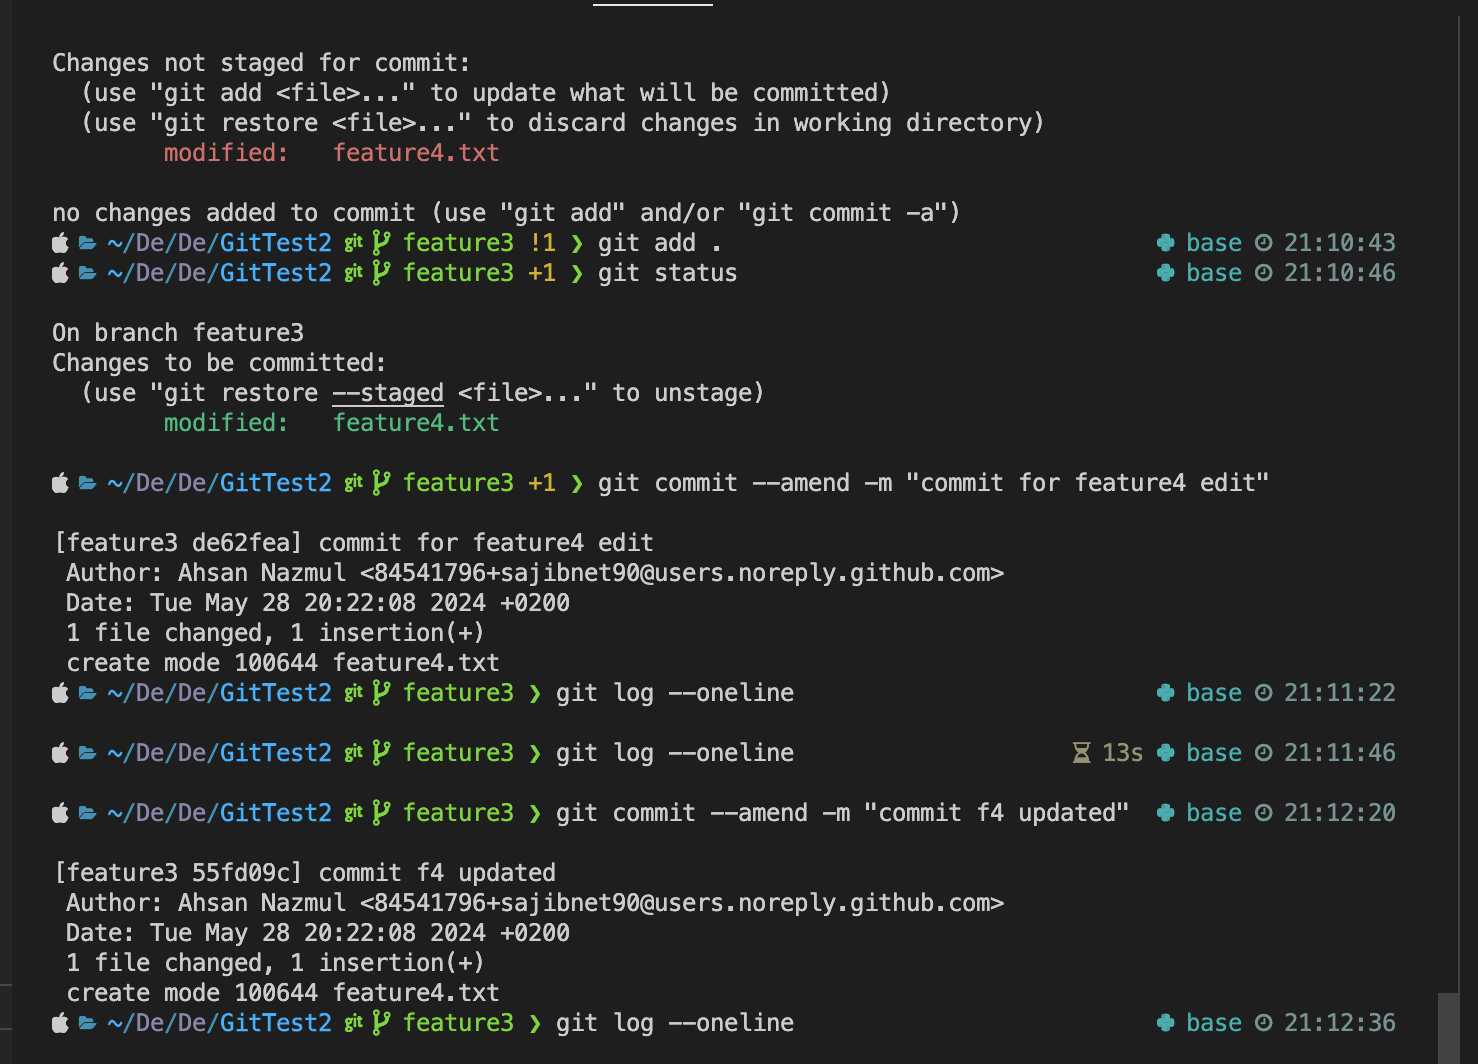 Changes not staged for commit:
  (use "git add <file>..." to update what will be committed)
  (use "git restore <file>..." to discard changes in working directory)
        modified:   feature4.txt

no changes added to commit (use "git add" and/or "git commit -a")
~/De/De/GitTest2 git feature3 !1 ❯ git add . base 21:10:43
~/De/De/GitTest2 git feature3 +1 ❯ git status base 21:10:46

On branch feature3
Changes to be committed:
  (use "git restore --staged <file>..." to unstage)
        modified:   feature4.txt

~/De/De/GitTest2 git feature3 +1 ❯ git commit --amend -m "commit for feature4 edit"

[feature3 de62fea] commit for feature4 edit
 Author: Ahsan Nazmul <84541796+sajibnet90@users.noreply.github.com>
 Date: Tue May 28 20:22:08 2024 +0200
 1 file changed, 1 insertion(+)
 create mode 100644 feature4.txt
~/De/De/GitTest2 git feature3 ❯ git log --oneline base 21:11:22

~/De/De/GitTest2 git feature3 ❯ git log --oneline 13s base 21:11:46

~/De/De/GitTest2 git feature3 ❯ git commit --amend -m "commit f4 updated" base 21:12:20

[feature3 55fd09c] commit f4 updated
 Author: Ahsan Nazmul <84541796+sajibnet90@users.noreply.github.com>
 Date: Tue May 28 20:22:08 2024 +0200
 1 file changed, 1 insertion(+)
 create mode 100644 feature4.txt
~/De/De/GitTest2 git feature3 ❯ git log --oneline base 21:12:36